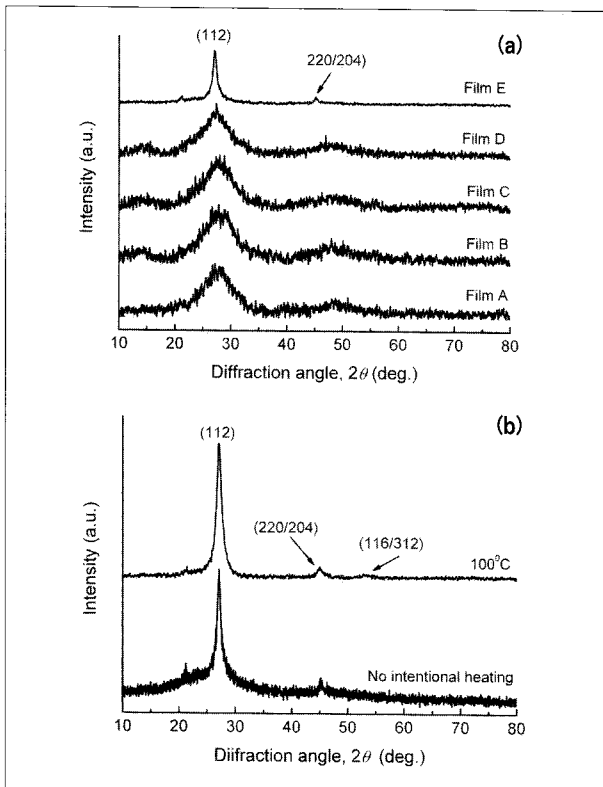 (a)
(112)
220/204)
Film E
Film D
Film C
Film B
Film A
Intensity (a.u.)
10 20 30 40 50 60 70 80
Diffraction angle, 2θ (deg.)
(b)
(112)
(220/204)
(116/312)
100⁰C
No intentional heating
Intensity (a.u.)
10 20 30 40 50 60 70 80
Diiffraction angle, 2θ (deg.)